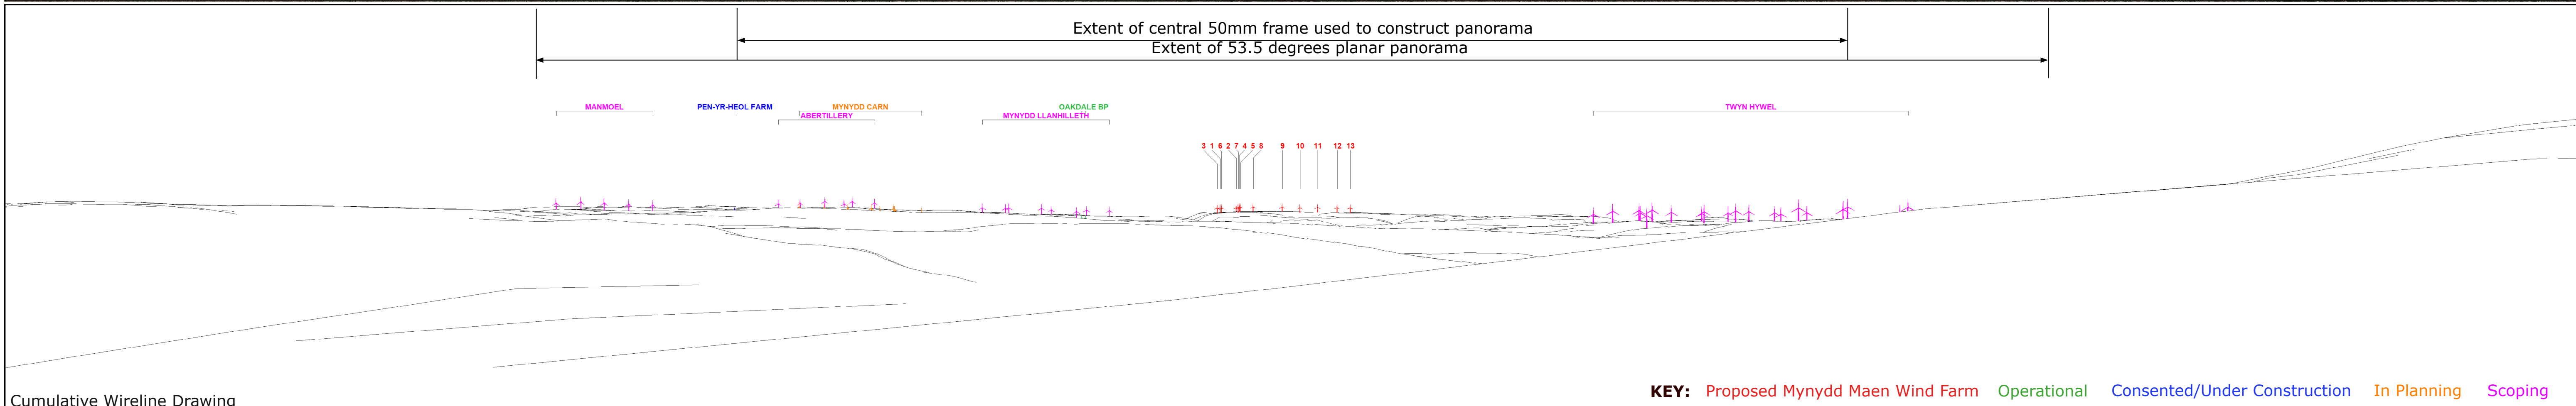 Extent of central 50mm frame used to construct panorama
Extent of 53.5 degrees planar panorama
MANMOEL
PEN-YR-HEOL FARM
MYNYDD CARN
OAKDALE BP
TWYN HYWEL
ABERTILLERY
MYNYDD LLANHILLETH
3 1 6 2 7 4 5 8 9 10 11 12 13
KEY: Proposed Mynydd Maen Wind Farm Operational Consented/Under Construction In Planning Scoping
Cumulative Wireline Drawing